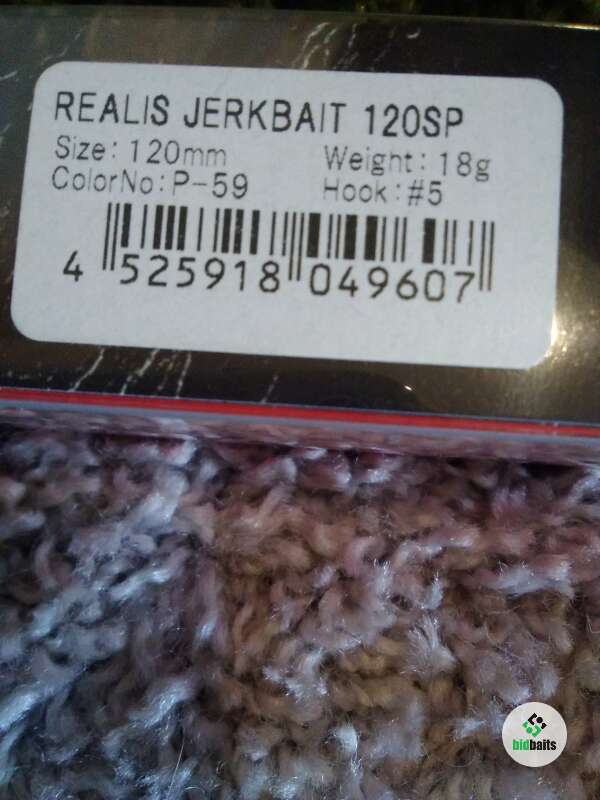 REALIS JERKBAIT 120SP
Size: 120mm Weight: 18g
ColorNo: P-59 Hook: #5
4 525918 049607
bidbaits